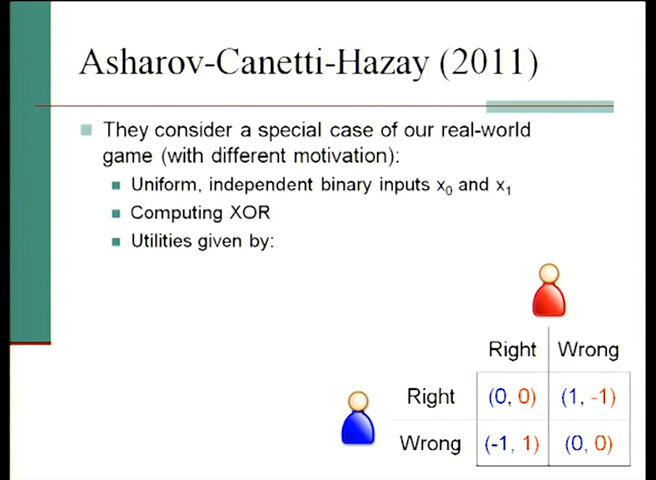 Asharov-Canetti-Hazay (2011)
They consider a special case of our real-world
game (with different motivation):
Uniform, independent binary inputs x₀ and x₁
Computing XOR
Utilities given by:
Right Wrong
Right (0, 0) (1, -1)
Wrong (-1, 1) (0, 0)